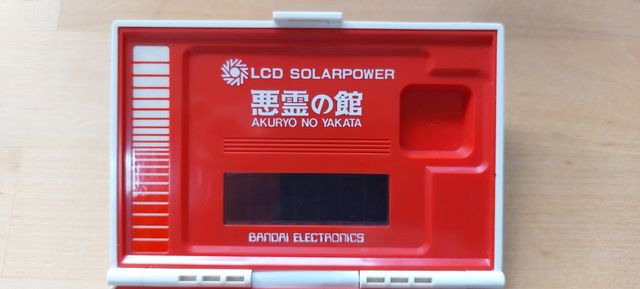 LCD SOLARPOWER
悪霊の館
AKURYO NO YAKATA
BANDAI ELECTRONICS